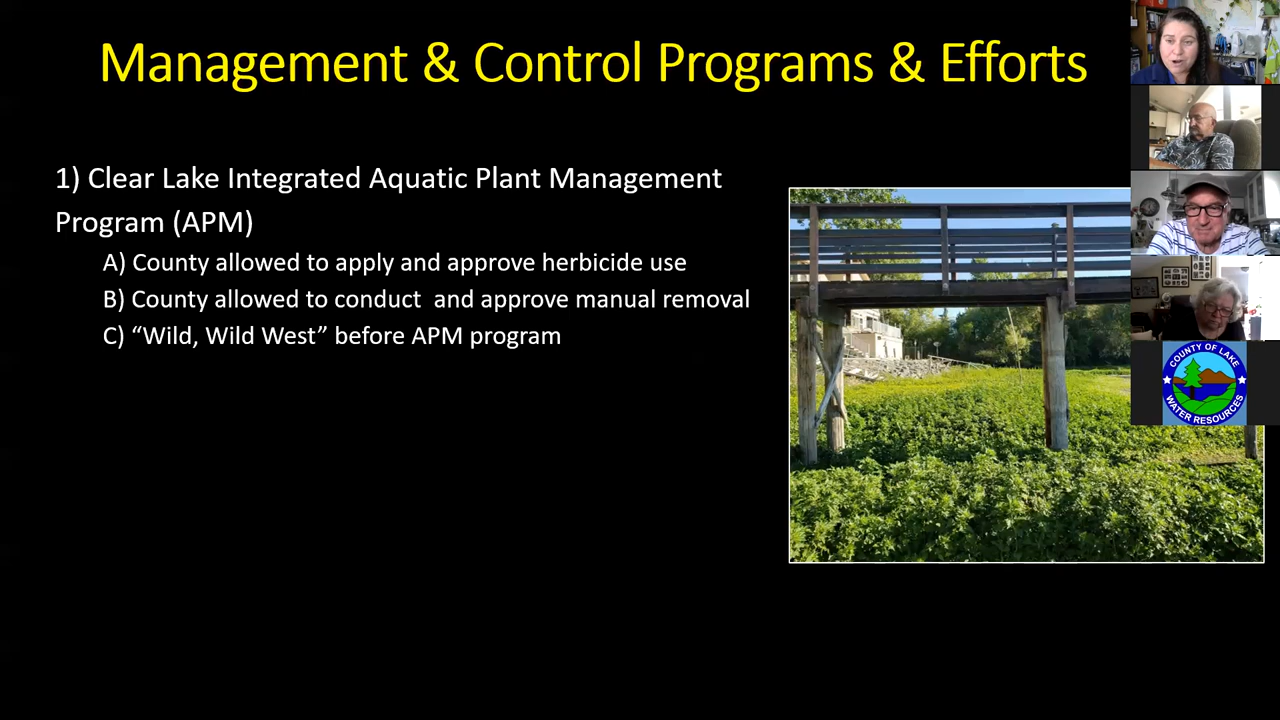 Management & Control Programs & Efforts
1) Clear Lake Integrated Aquatic Plant Management
Program (APM)
A) County allowed to apply and approve herbicide use
B) County allowed to conduct  and approve manual removal
C) “Wild, Wild West” before APM program
COUNTY OF LAKE
WATER RESOURCES